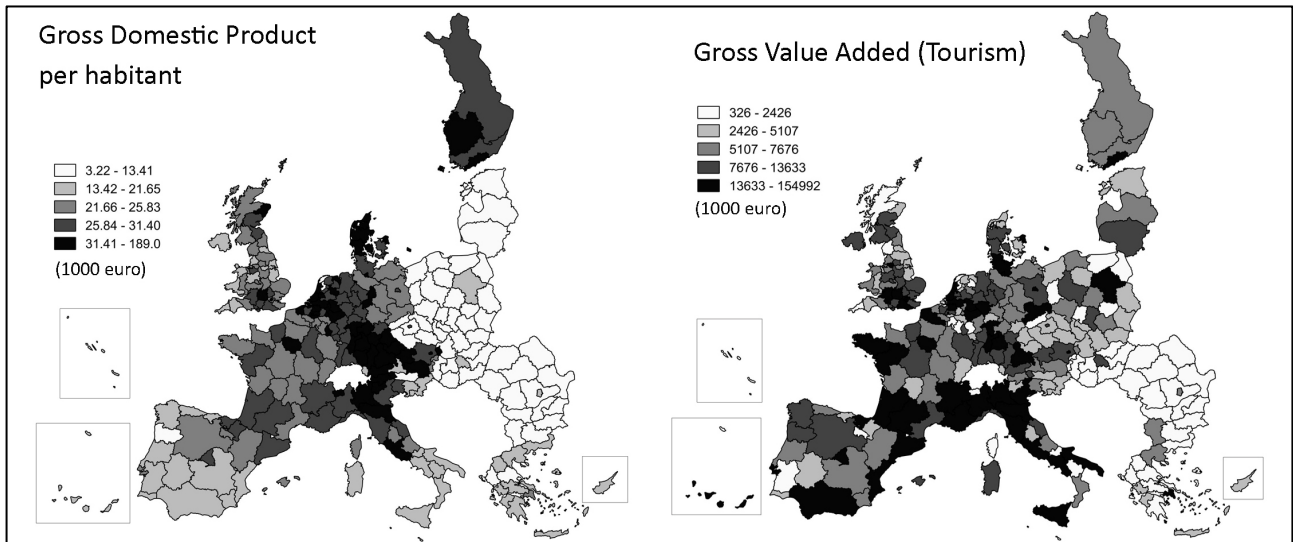 Gross Domestic Product
per habitant
3.22 - 13.41
13.42 - 21.65
21.66 - 25.83
25.84 - 31.40
31.41 - 189.0
(1000 euro)
Gross Value Added (Tourism)
326 - 2426
2426 - 5107
5107 - 7676
7676 - 13633
13633 - 154992
(1000 euro)